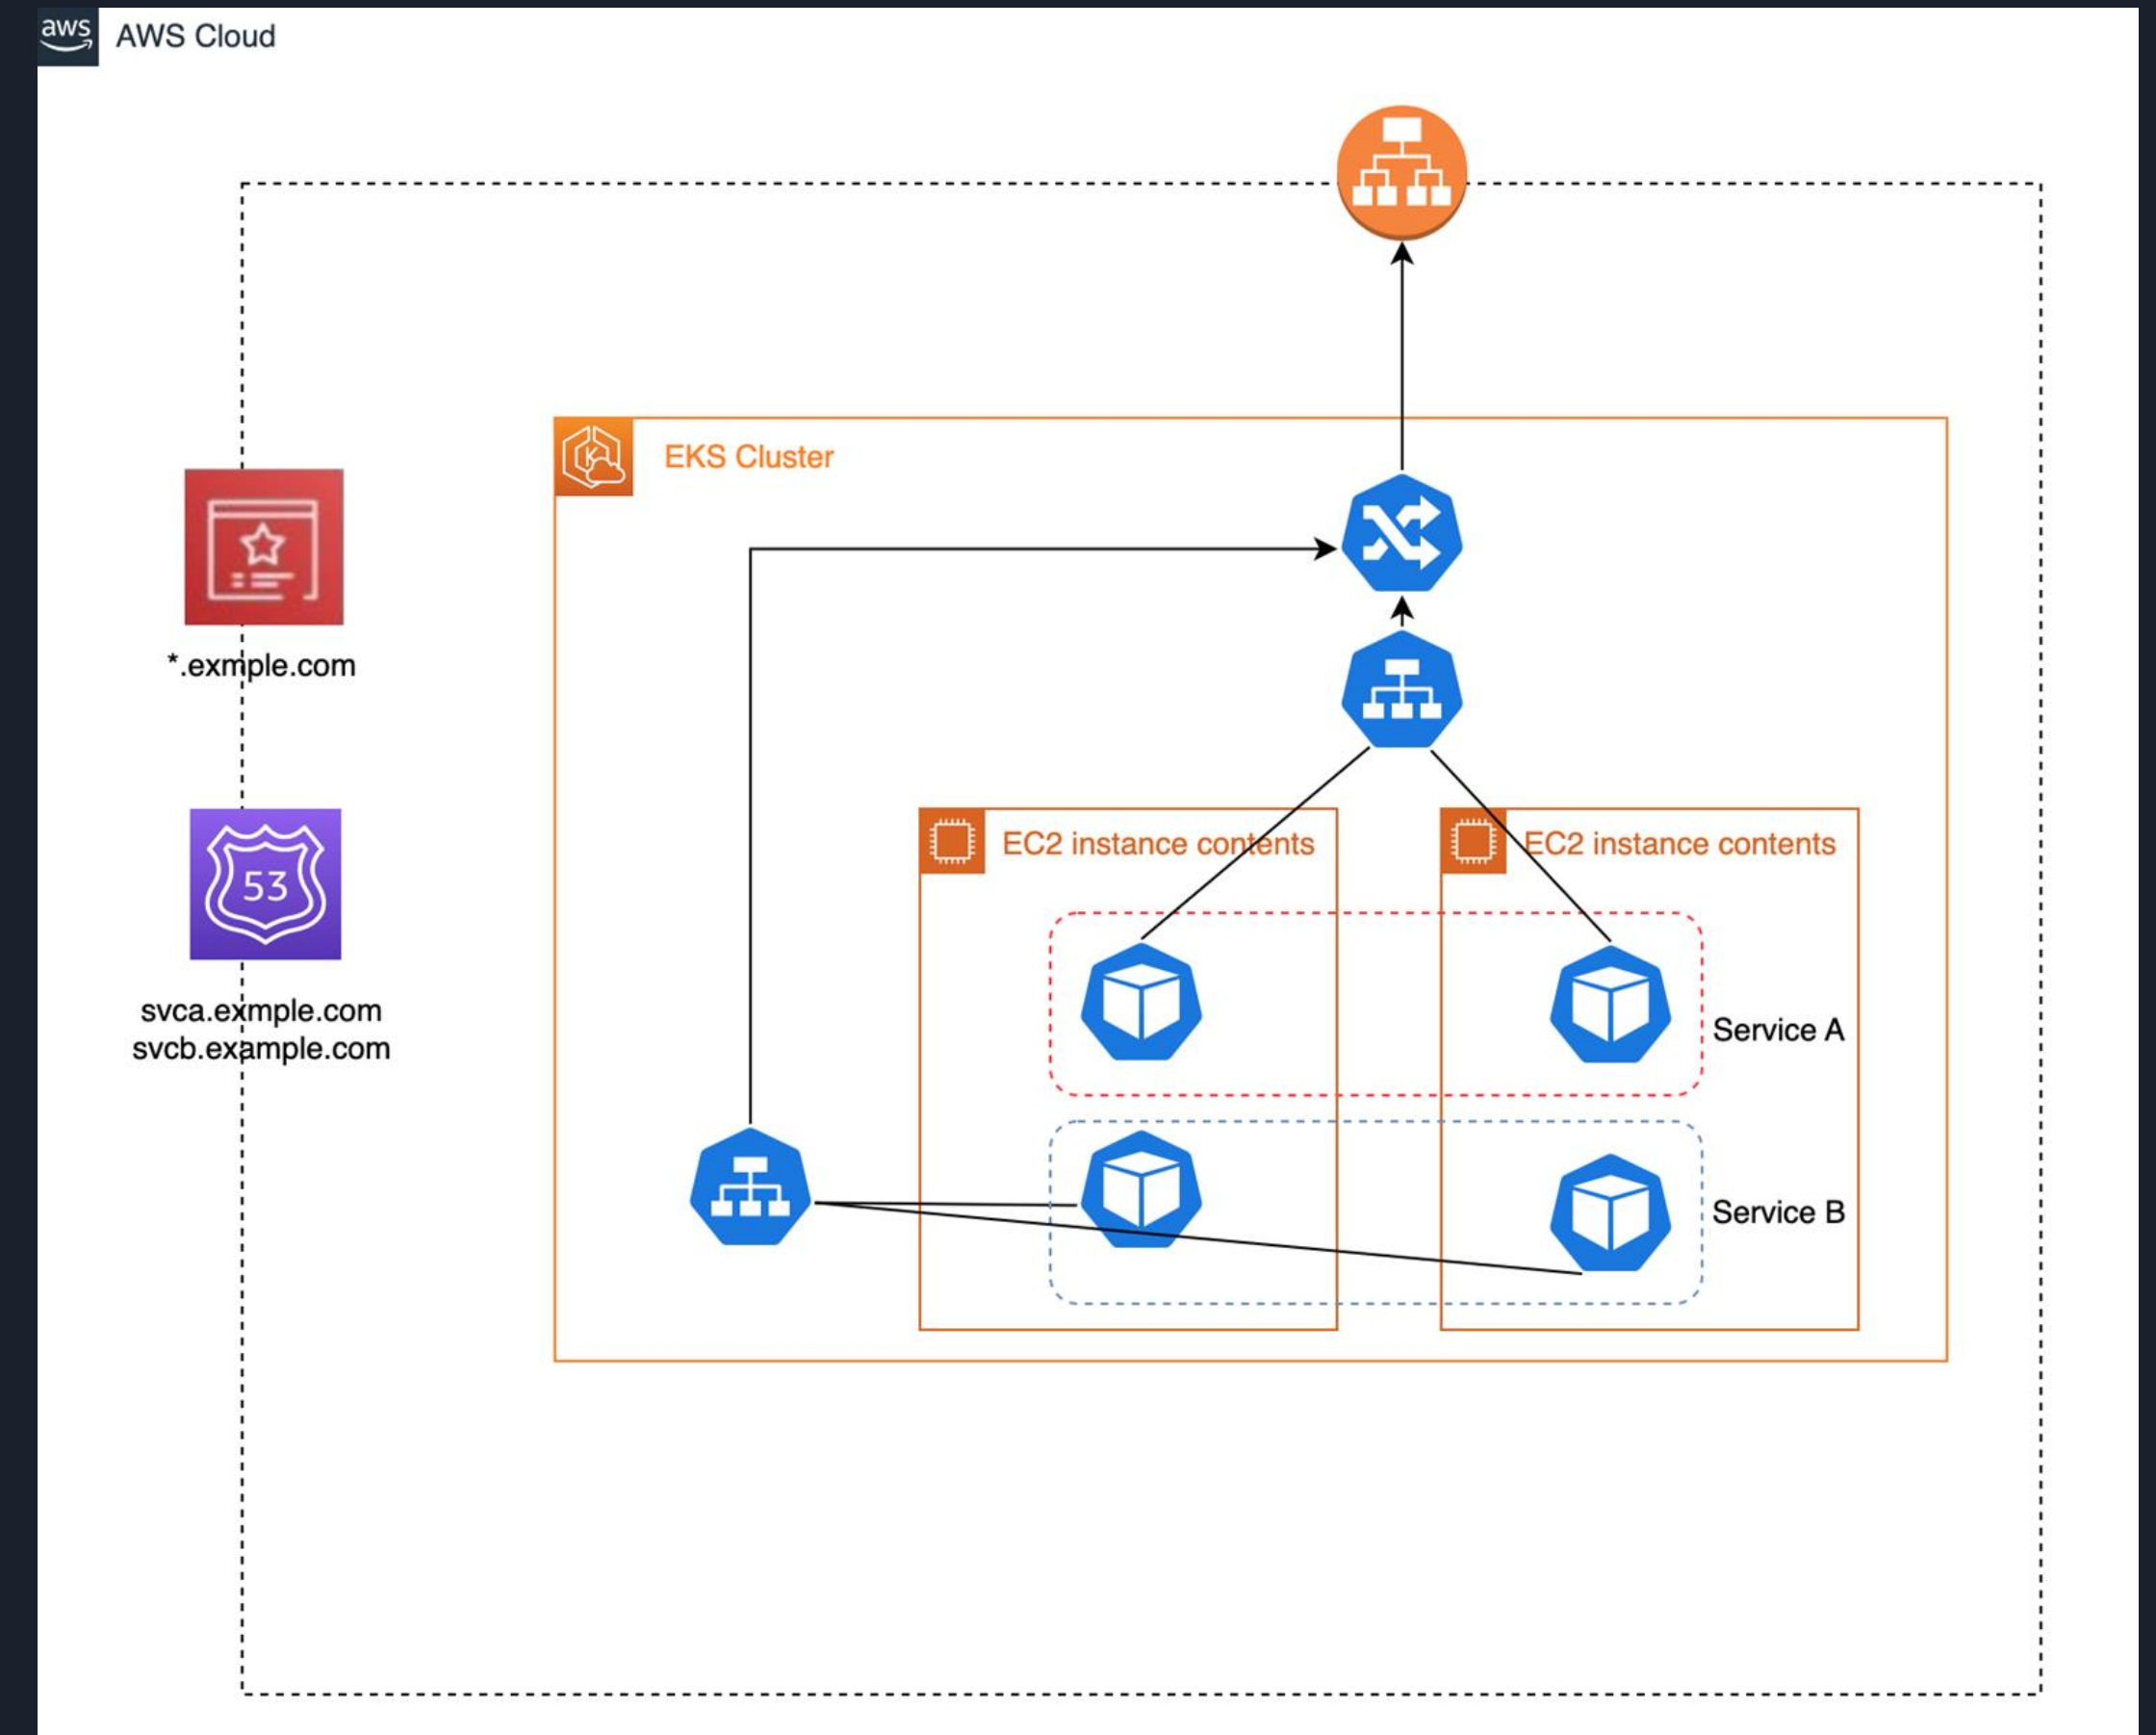 aws
AWS Cloud
EKS Cluster
*.exmple.com
EC2 instance contents
EC2 instance contents
53
svca.exmple.com
svcb.example.com
Service A
Service B
K